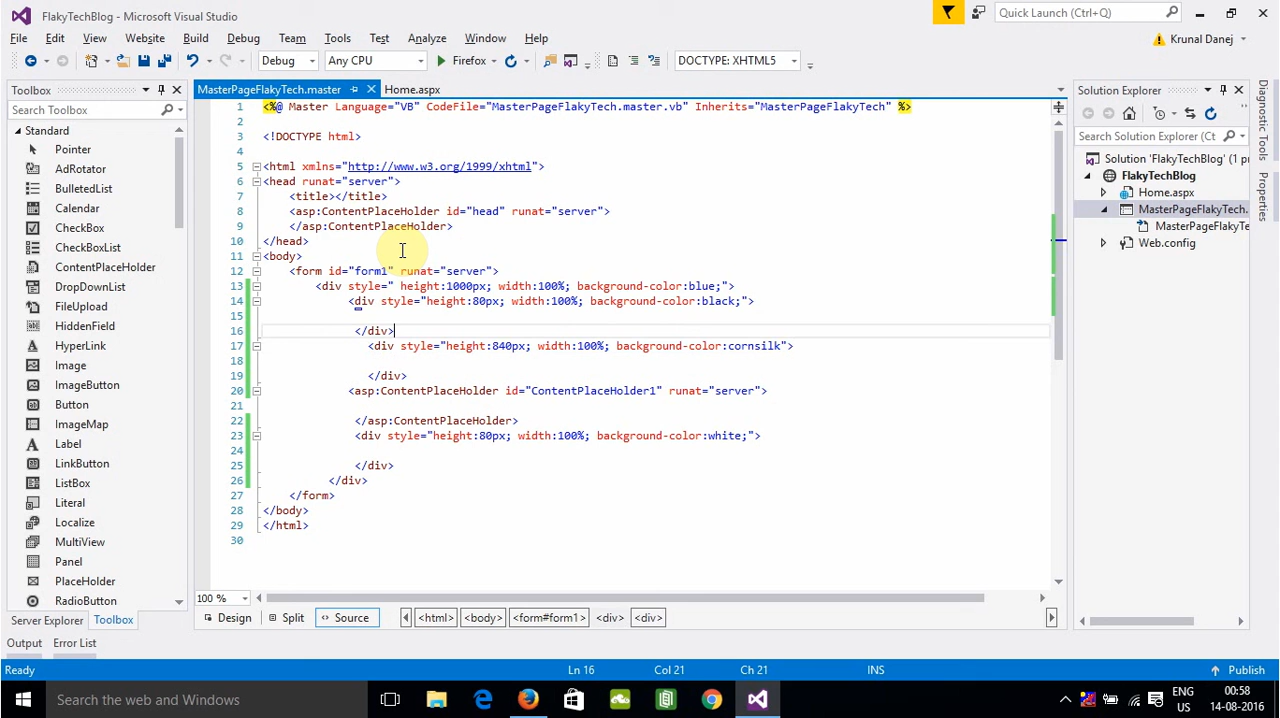 FlakyTechBlog - Microsoft Visual Studio
Quick Launch (Ctrl+Q)
File Edit View Website Build Debug Team Tools Test Analyze Window Help
Krunal Danej
Debug Any CPU Firefox DOCTYPE: XHTML5
Toolbox
Search Toolbox
Standard
Pointer
AdRotator
BulletedList
Calendar
CheckBox
CheckBoxList
ContentPlaceHolder
DropDownList
FileUpload
HiddenField
HyperLink
Image
ImageButton
Button
ImageMap
Label
LinkButton
ListBox
Literal
Localize
MultiView
Panel
PlaceHolder
RadioButton
Server Explorer Toolbox
Output Error List
MasterPageFlakyTech.master Home.aspx
1 <%@ Master Language="VB" CodeFile="MasterPageFlakyTech.master.vb" Inherits="MasterPageFlakyTech" %>
2
3 <!DOCTYPE html>
4
5 <html xmlns="http://www.w3.org/1999/xhtml">
6 <head runat="server">
7 <title></title>
8 <asp:ContentPlaceHolder id="head" runat="server">
9 </asp:ContentPlaceHolder>
10 </head>
11 <body>
12 <form id="form1" runat="server">
13 <div style=" height:1000px; width:100%; background-color:blue;">
14 <div style="height:80px; width:100%; background-color:black;">
15
16 </div>
17 <div style="height:840px; width:100%; background-color:cornsilk">
18
19 </div>
20 <asp:ContentPlaceHolder id="ContentPlaceHolder1" runat="server">
21
22 </asp:ContentPlaceHolder>
23 <div style="height:80px; width:100%; background-color:white;">
24
25 </div>
26 </div>
27 </form>
28 </body>
29 </html>
30
100 %
Design Split Source <html> <body> <form#form1> <div> <div>
Solution Explorer
Search Solution Explorer (Ct
Solution 'FlakyTechBlog' (1 p
FlakyTechBlog
Home.aspx
MasterPageFlakyTech.
MasterPageFlakyTe
Web.config
Diagnostic Tools
Properties
Ready Ln 16 Col 21 Ch 21 INS Publish
Search the web and Windows
ENG
US
00:58
14-08-2016